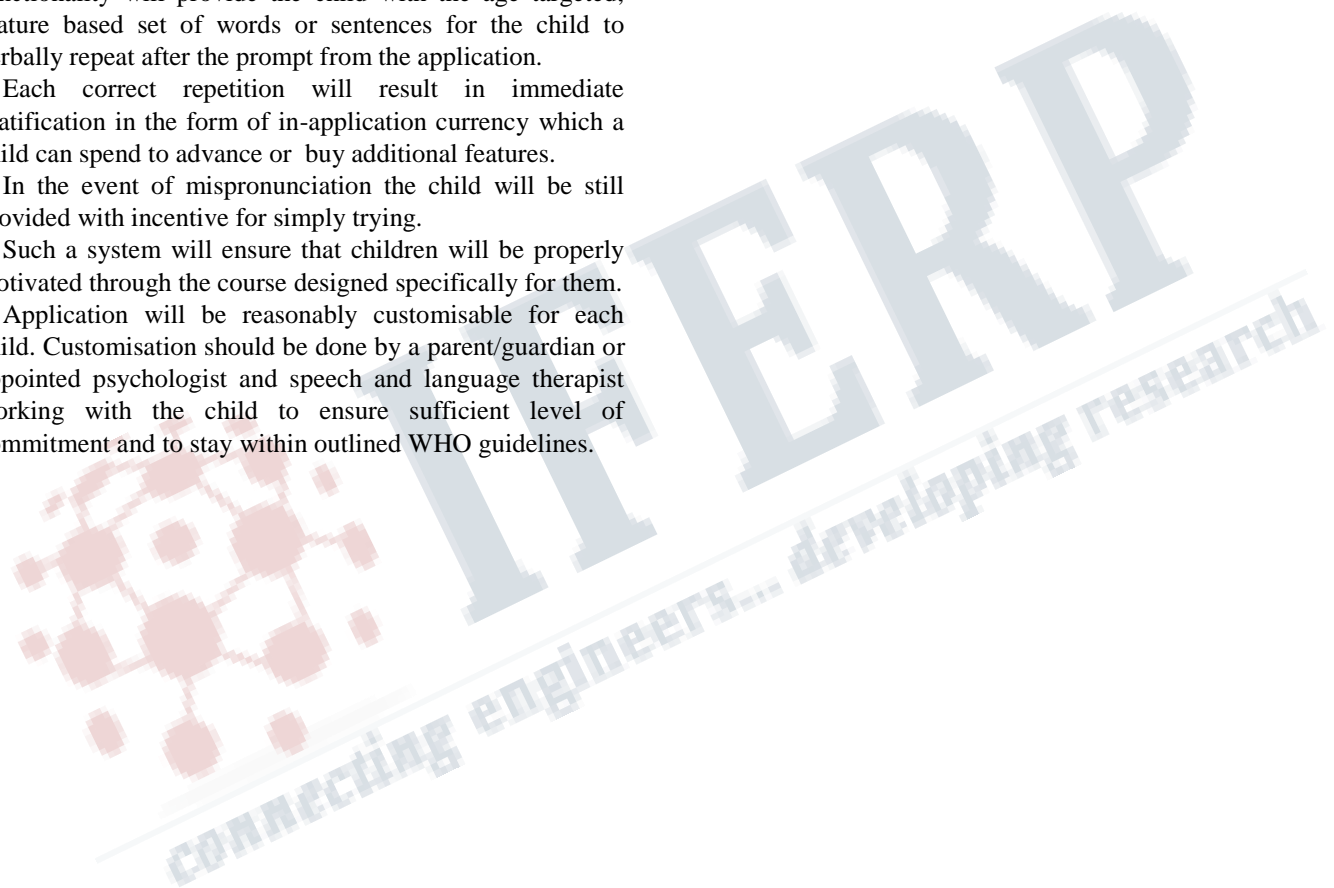 nctionality will provide the child with the age targeted,
ature based set of words or sentences for the child to
rbally repeat after the prompt from the application.
Each correct repetition will result in immediate
atification in the form of in-application currency which a
ild can spend to advance or buy additional features.
In the event of mispronunciation the child will be still
ovided with incentive for simply trying.
Such a system will ensure that children will be properly
otivated through the course designed specifically for them.
Application will be reasonably customisable for each
ild. Customisation should be done by a parent/guardian or
pointed psychologist and speech and language therapist
orking with the child to ensure sufficient level of
mmitment and to stay within outlined WHO guidelines.
IFERP
connecting engineers... developing research